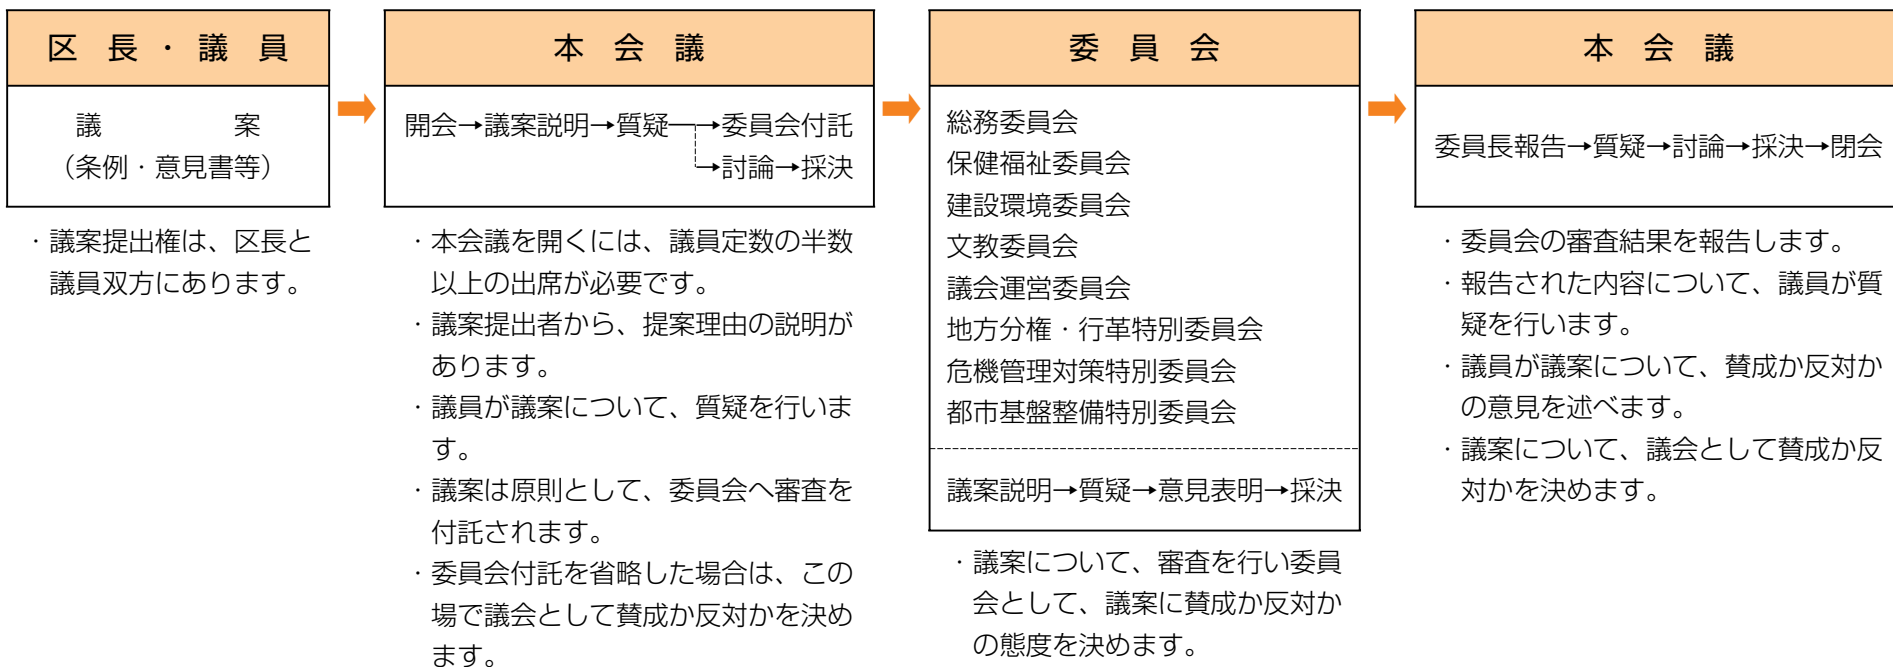 区長・議員
議案
（条例・意見書等）
・議案提出権は、区長と
議員双方にあります。
本会議
開会→議案説明→質疑→委員会付託
→討論→採決
・本会議を開くには、議員定数の半数
以上の出席が必要です。
・議案提出者から、提案理由の説明が
あります。
・議員が議案について、質疑を行いま
す。
・議案は原則として、委員会へ審査を
付託されます。
・委員会付託を省略した場合は、この
場で議会として賛成か反対かを決め
ます。
委員会
総務委員会
保健福祉委員会
建設環境委員会
文教委員会
議会運営委員会
地方分権・行革特別委員会
危機管理対策特別委員会
都市基盤整備特別委員会
議案説明→質疑→意見表明→採決
・議案について、審査を行い委員
会として、議案に賛成か反対か
の態度を決めます。
本会議
委員長報告→質疑→討論→採決→閉会
・委員会の審査結果を報告します。
・報告された内容について、議員が質
疑を行います。
・議員が議案について、賛成か反対か
の意見を述べます。
・議案について、議会として賛成か反
対かを決めます。